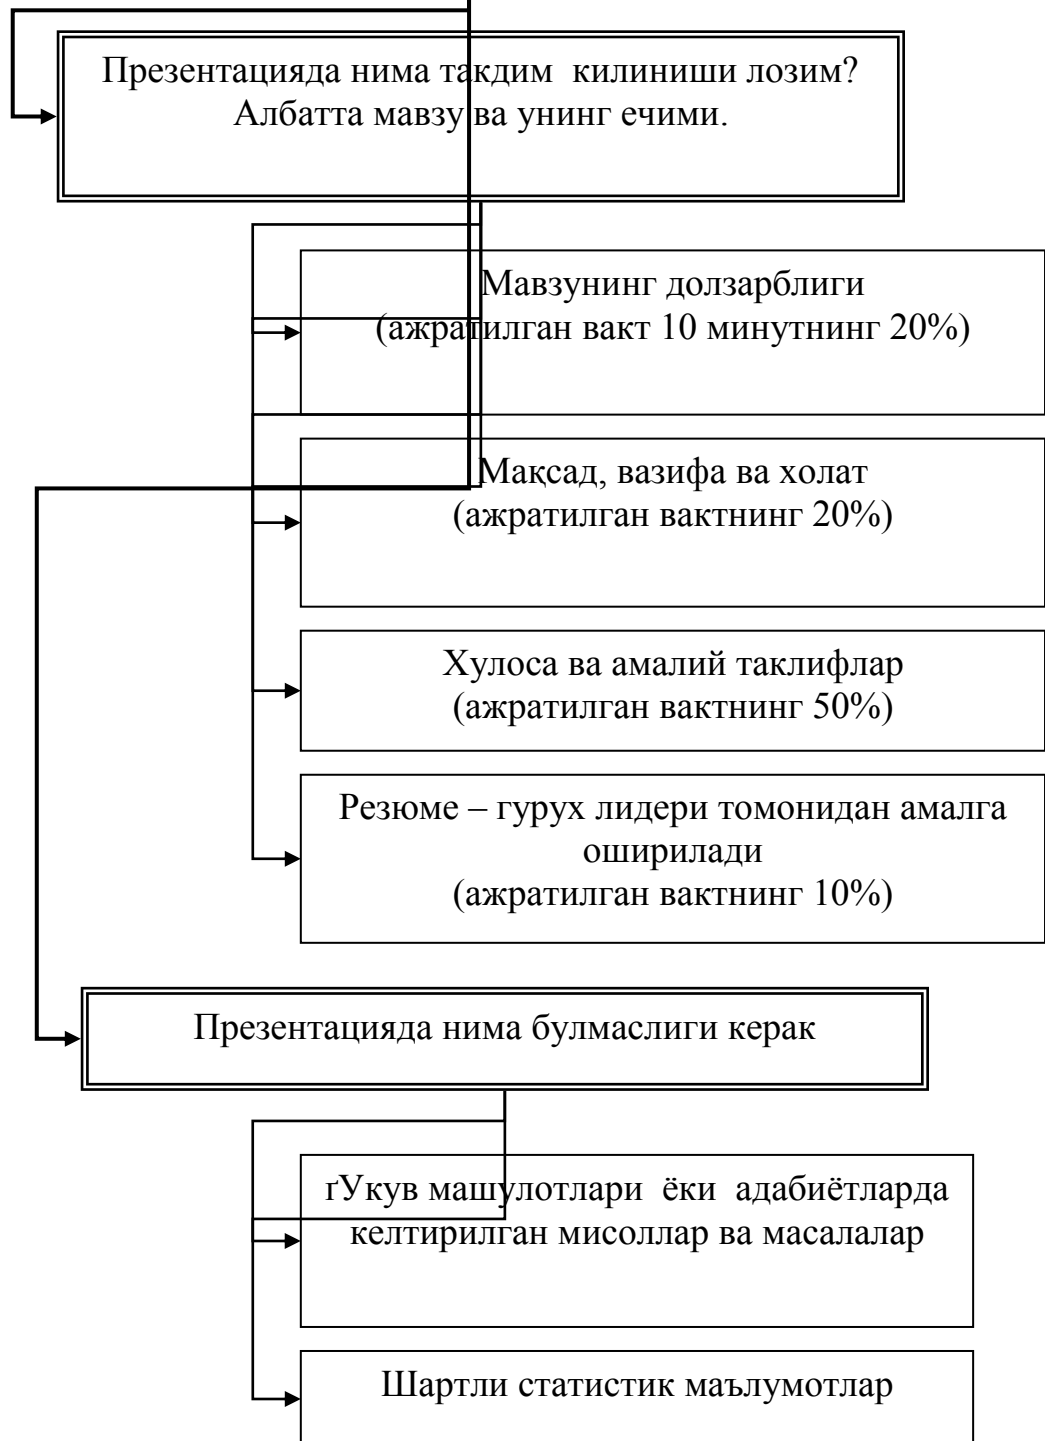 Презентацияда нима такдим килиниши лозим?
Албатта мавзу ва унинг ечими.
Мавзунинг долзарблиги
(ажратилган вакт 10 минутнинг 20%)
Мақсад, вазифа ва холат
(ажратилган вактнинг 20%)
Хулоса ва амалий таклифлар
(ажратилган вактнинг 50%)
Резюме – гурух лидери томонидан амалга
оширилади
(ажратилган вактнинг 10%)
Презентацияда нима булмаслиги керак
ґУкув машулотлари ёки адабиётларда
келтирилган мисоллар ва масалалар
Шартли статистик маълумотлар